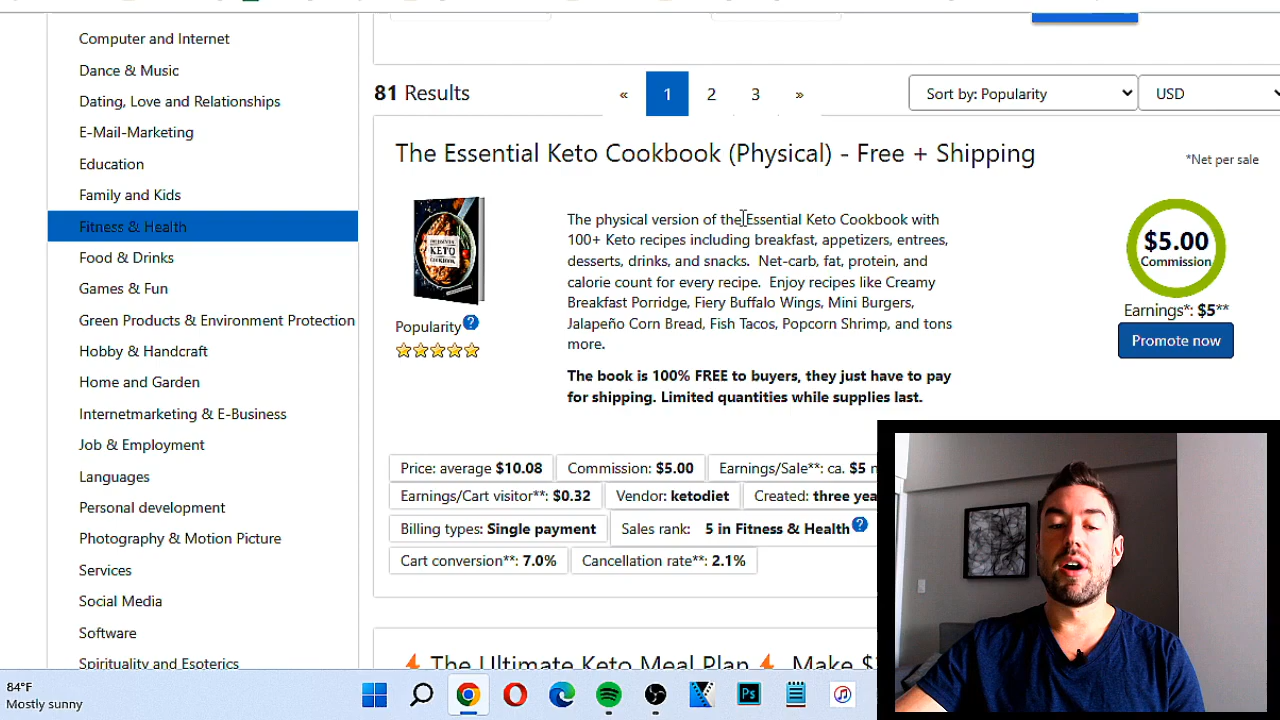 Computer and Internet
Dance & Music
Dating, Love and Relationships
E-Mail-Marketing
Education
Family and Kids
Fitness & Health
Food & Drinks
Games & Fun
Green Products & Environment Protection
Hobby & Handcraft
Home and Garden
Internetmarketing & E-Business
Job & Employment
Languages
Personal development
Photography & Motion Picture
Services
Social Media
Software
Spirituality and Esoterics
81 Results
« 1 2 3 »
Sort by: Popularity
USD
The Essential Keto Cookbook (Physical) - Free + Shipping
*Net per sale
KETO
COOKBOOK
Popularity
The physical version of the Essential Keto Cookbook with
100+ Keto recipes including breakfast, appetizers, entrees,
desserts, drinks, and snacks. Net-carb, fat, protein, and
calorie count for every recipe. Enjoy recipes like Creamy
Breakfast Porridge, Fiery Buffalo Wings, Mini Burgers,
Jalapeño Corn Bread, Fish Tacos, Popcorn Shrimp, and tons
more.
The book is 100% FREE to buyers, they just have to pay
for shipping. Limited quantities while supplies last.
$5.00
Commission
Earnings*: $5**
Promote now
Price: average $10.08
Commission: $5.00
Earnings/Sale**: ca. $5
Earnings/Cart visitor**: $0.32
Vendor: ketodiet
Created: three yea
Billing types: Single payment
Sales rank: 5 in Fitness & Health
Cart conversion**: 7.0%
Cancellation rate**: 2.1%
The Ultimate Keto Meal Plan Make $
84°F
Mostly sunny
Ps